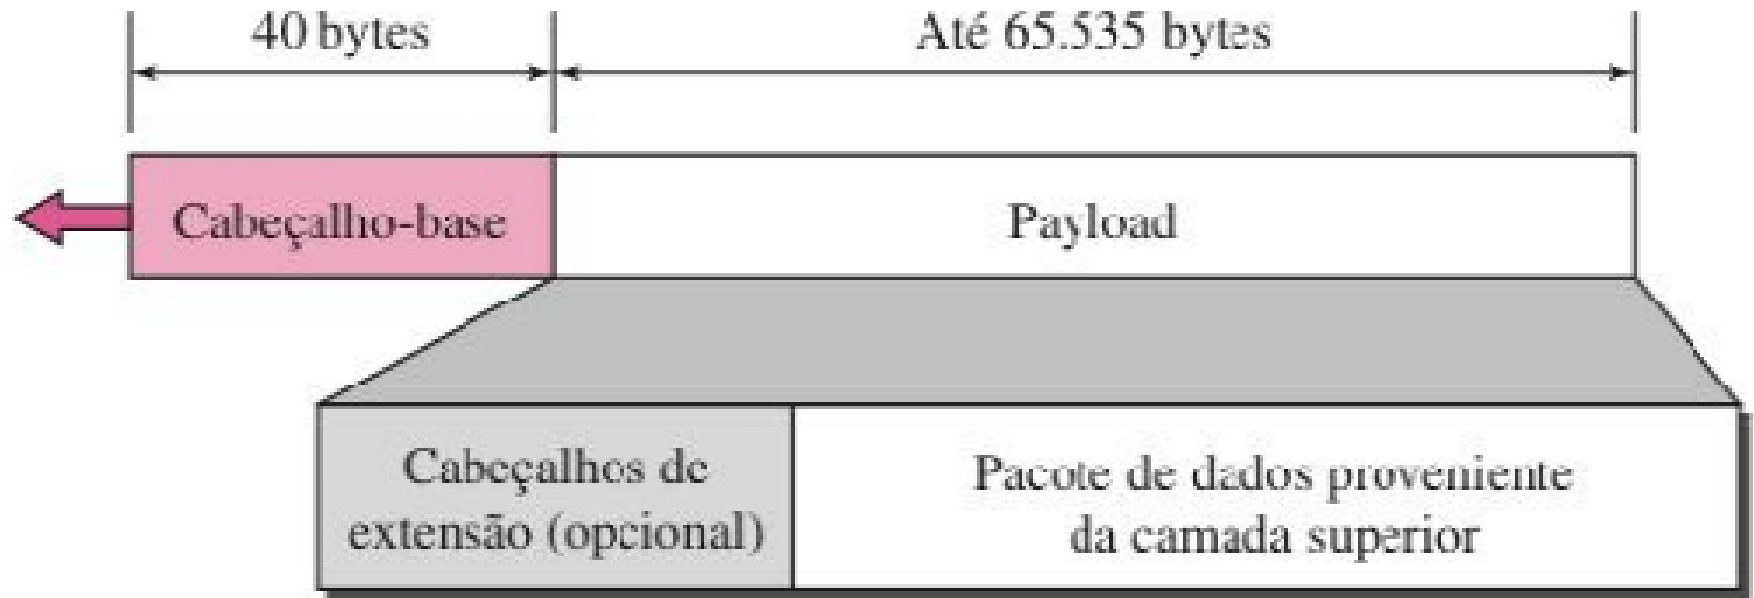 40 bytes
Até 65.535 bytes
Cabeçalho-base
Payload
Cabeçalhos de
extensão (opcional)
Pacote de dados proveniente
da camada superior